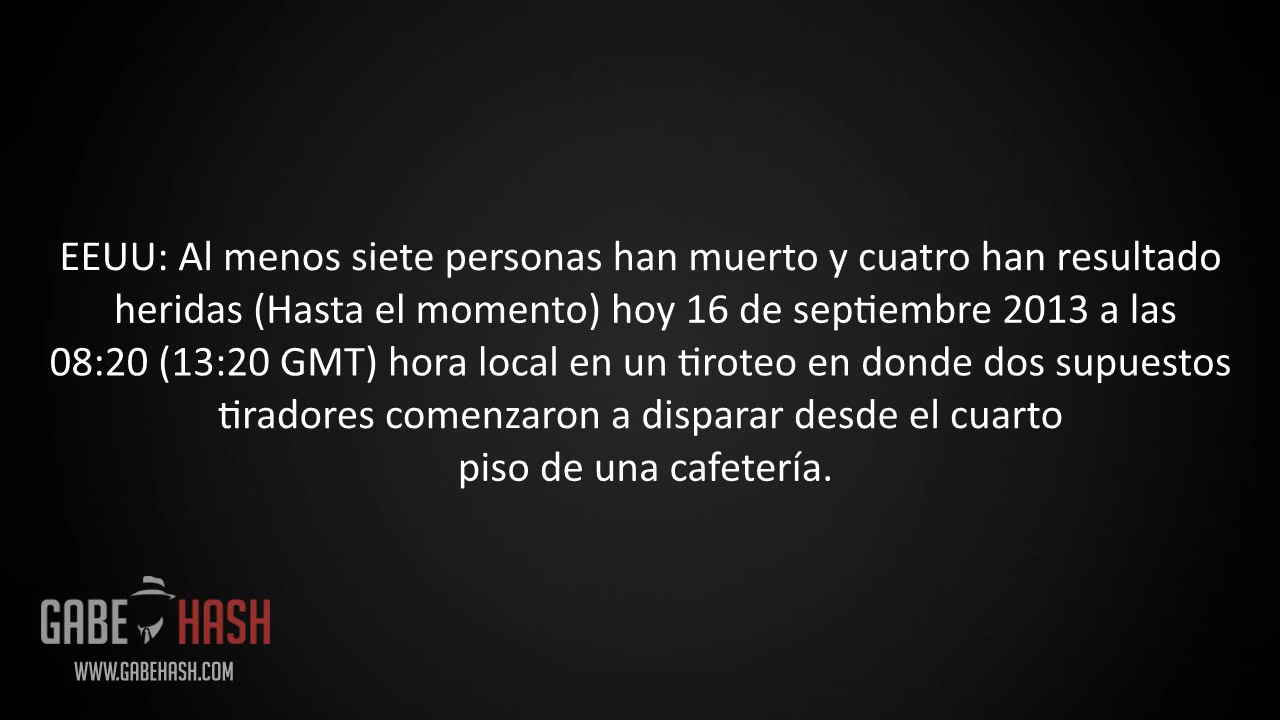 EEUU: Al menos siete personas han muerto y cuatro han resultado
heridas (Hasta el momento) hoy 16 de septiembre 2013 a las
08:20 (13:20 GMT) hora local en un tiroteo en donde dos supuestos
tiradores comenzaron a disparar desde el cuarto
piso de una cafetería.
GABE HASH
WWW.GABEHASH.COM